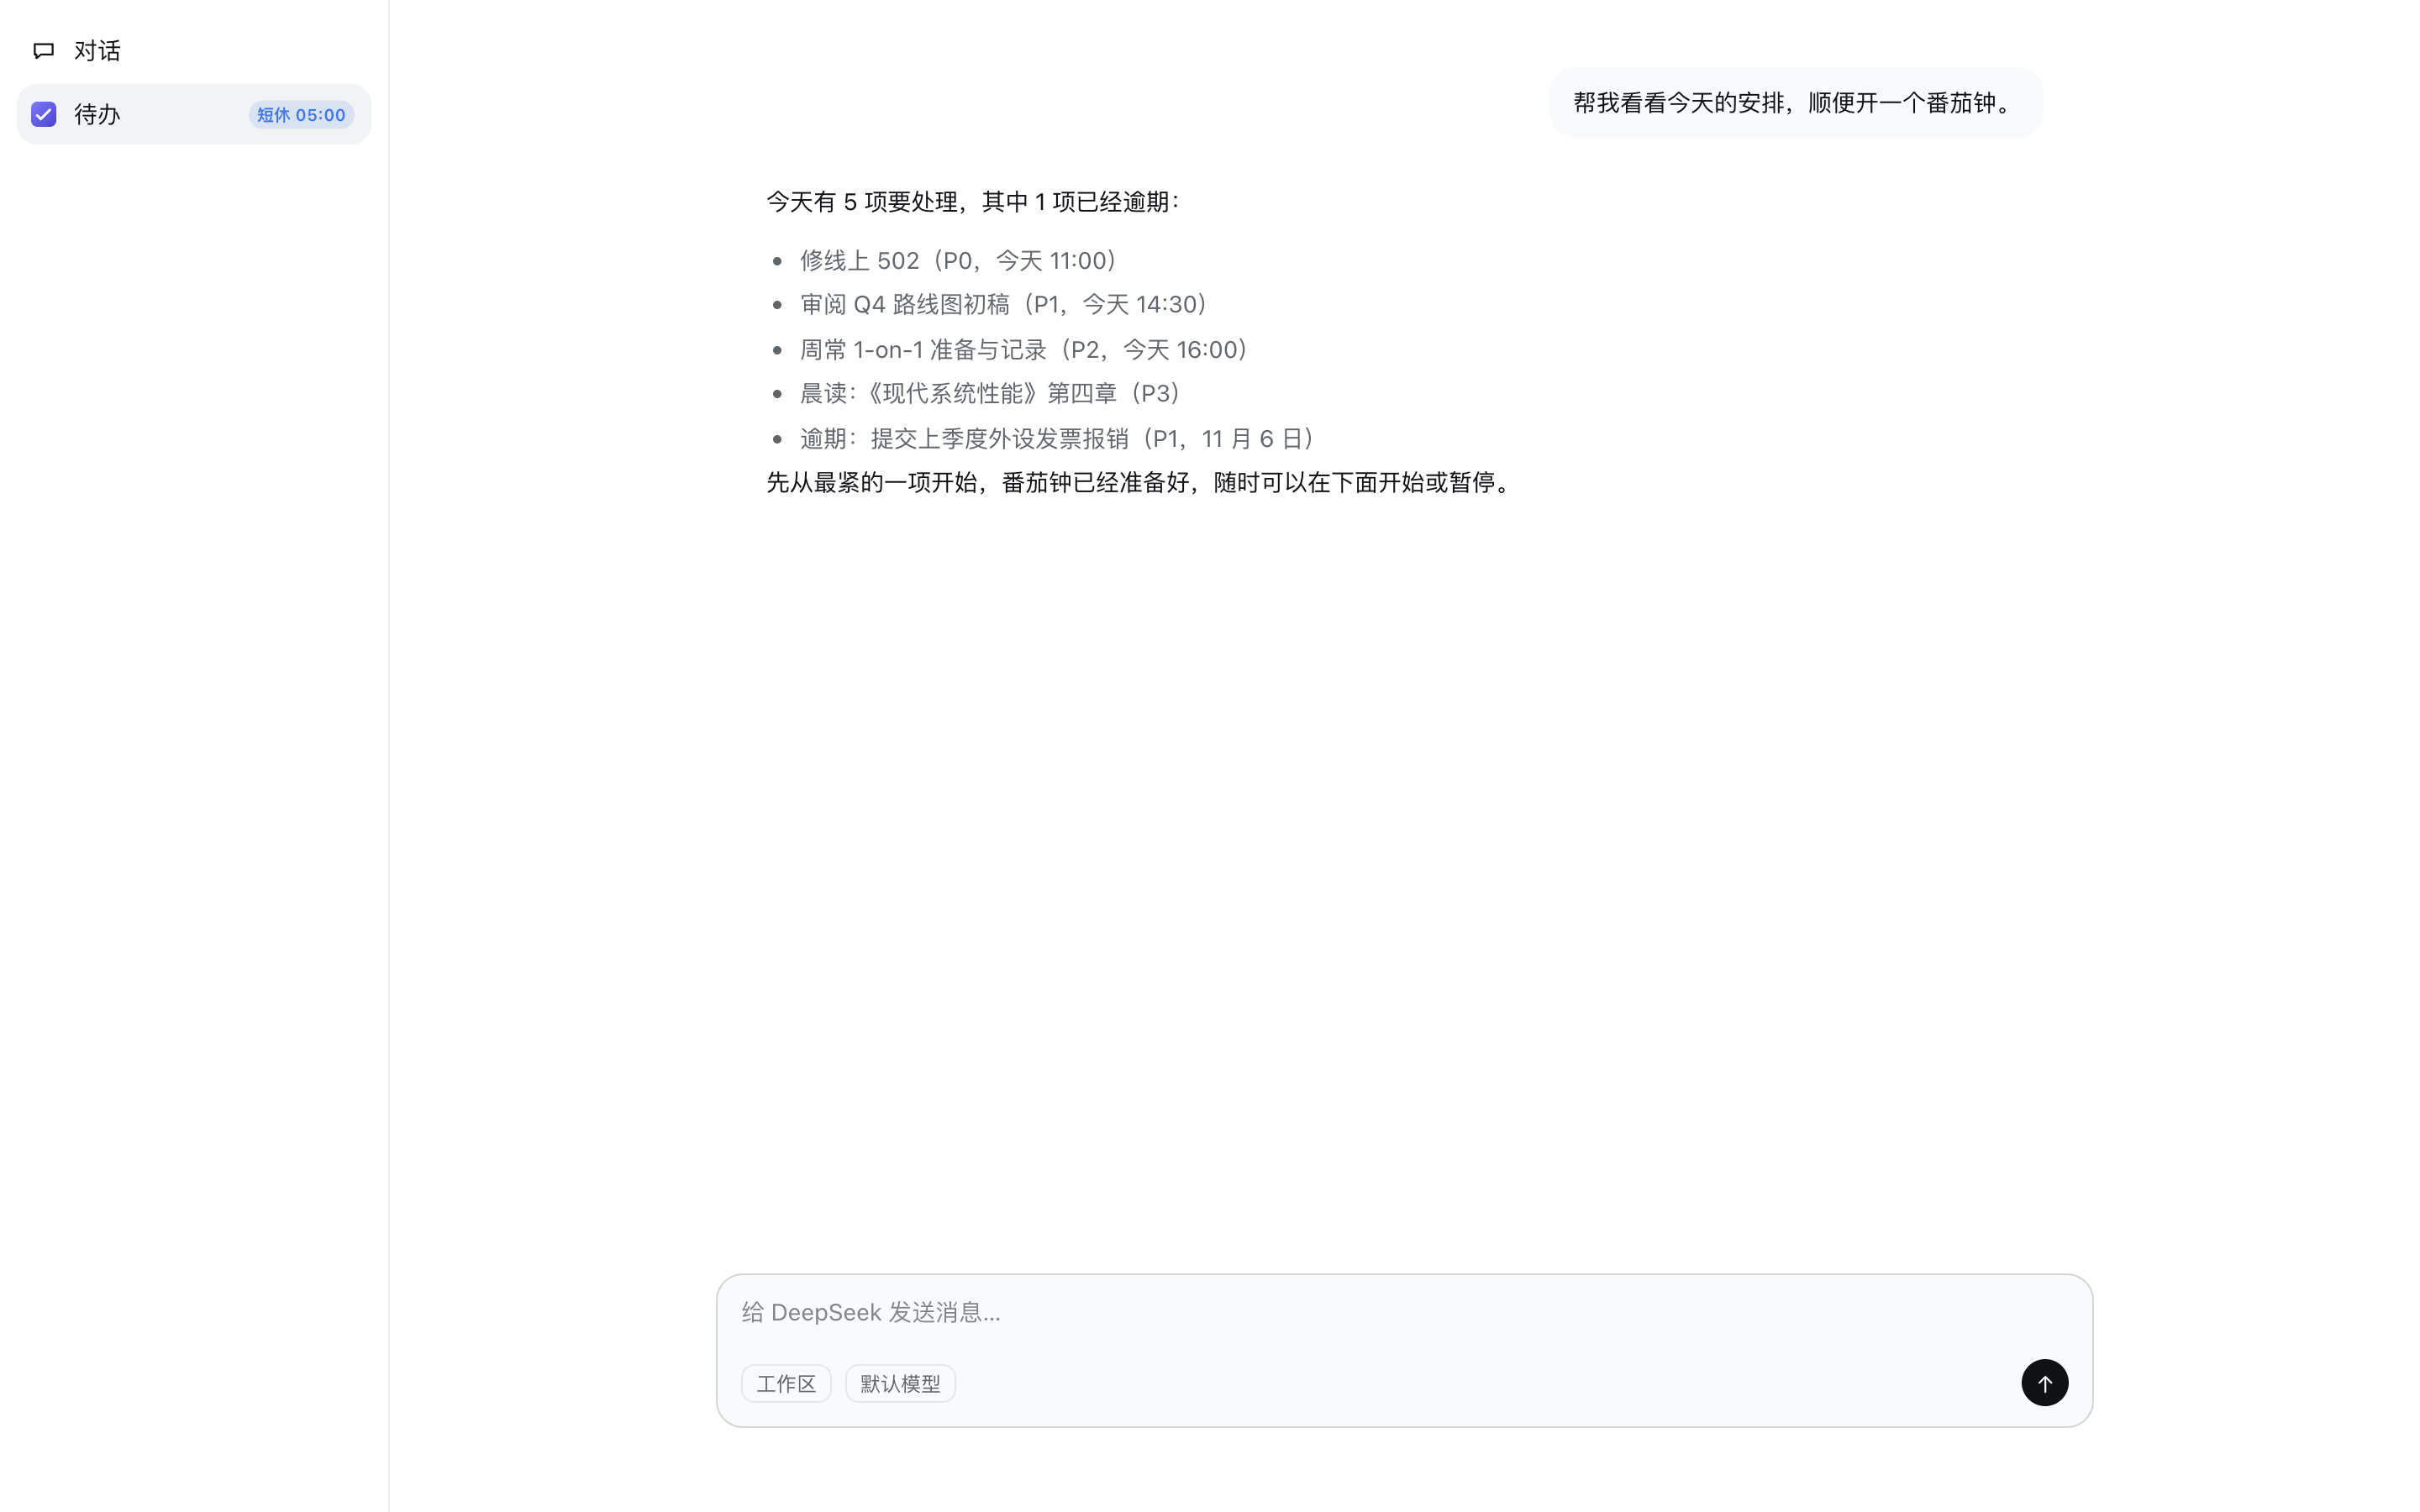 对话
待办
短休 05:00
帮我看看今天的安排，顺便开一个番茄钟。
今天有 5 项要处理，其中 1 项已经逾期：
修线上 502（P0，今天 11:00）
审阅 Q4 路线图初稿（P1，今天 14:30）
周常 1-on-1 准备与记录（P2，今天 16:00）
晨读：《现代系统性能》第四章（P3）
逾期：提交上季度外设发票报销（P1，11 月 6 日）
先从最紧的一项开始，番茄钟已经准备好，随时可以在下面开始或暂停。
给 DeepSeek 发送消息...
工作区
默认模型